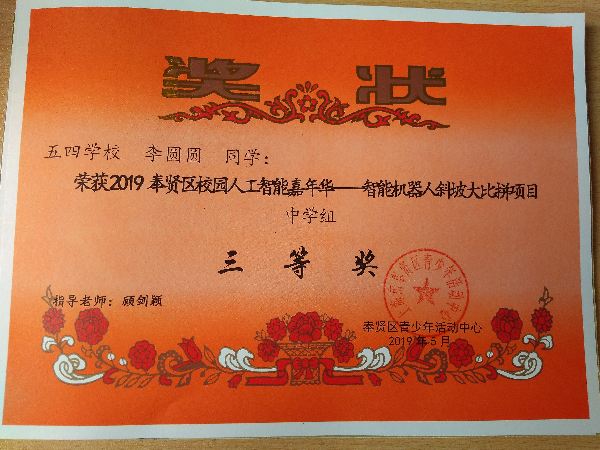 奖 状
五四学校 李圆圆 同学：
荣获2019奉贤区校园人工智能嘉年华——智能机器人斜坡大比拼项目
中学组
三 等 奖
指导老师：顾剑颖
奉贤区青少年活动中心
2019年5月